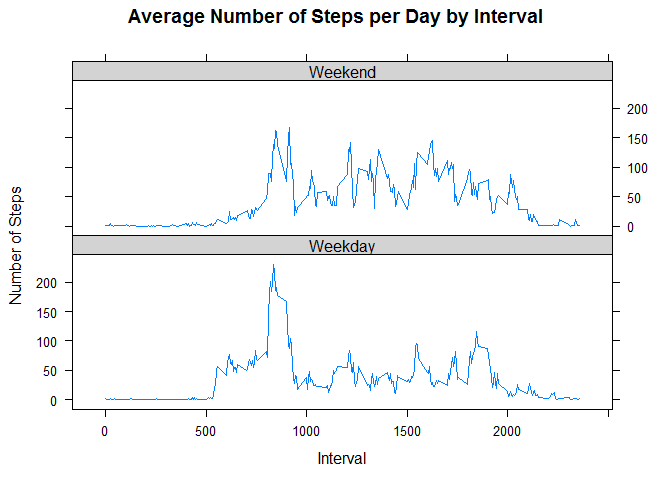 Average Number of Steps per Day by Interval
Weekend
200
150
100
50
0
Number of Steps
Weekday
200
150
100
50
0
0 500 1000 1500 2000
Interval